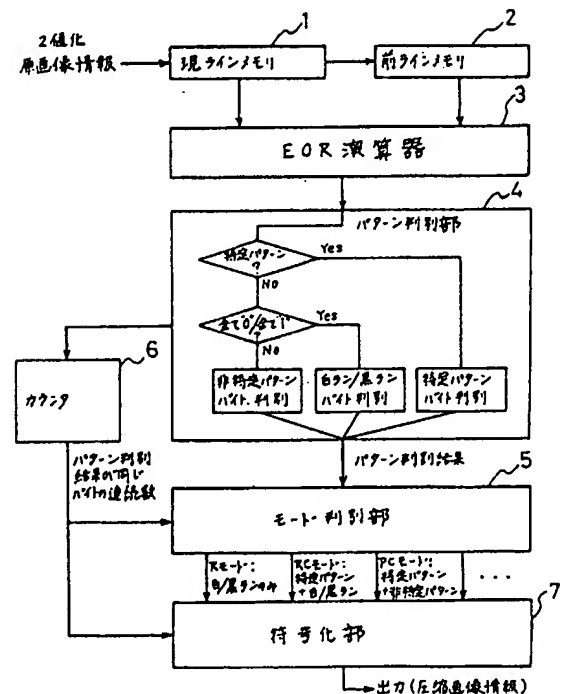 1
2
2値化
原画像情報
現ラインメモリ
前ラインメモリ
3
EOR演算器
4
パターン判別部
特定パターン
?
Yes
NO
全て"0"/全て"1"
?
Yes
No
6
カウンタ
非特定パターン
バイト判別
白ラン/黒ラン
バイト判別
特定パターン
バイト判別
パターン判別
結果の同じ
バイトの連続数
パターン判別結果
5
モード判別部
Rモード:
白/黒ランのみ
RCモード:
特定パターン
+白/黒ラン
PCモード:
特定パターン
+非特定パターン
・・・
7
符号化部
出力(圧縮画像情報)